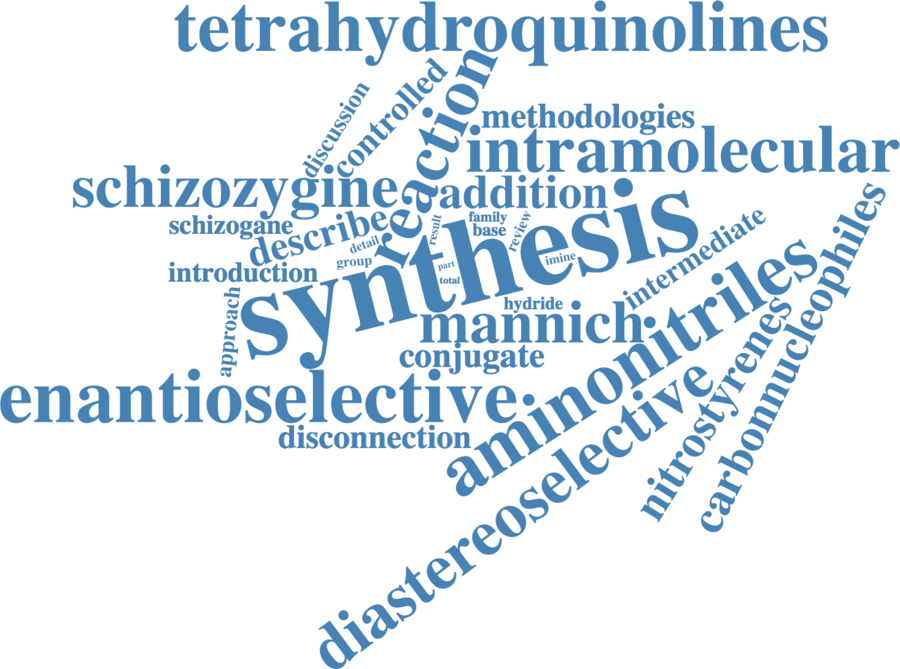 tetrahydroquinolines
discussion
controlled
reaction
methodologies
intramolecular
schizozygine
addition
schizogane
describe
result
family
base
review
detail
group
part
total
imine
introduction
synthesis
intermediate
approach
hydride
mannich
conjugate
enantioselective
disconnection
aminonitriles
diastereoselective
nitrostyrenes
carbonnucleophiles